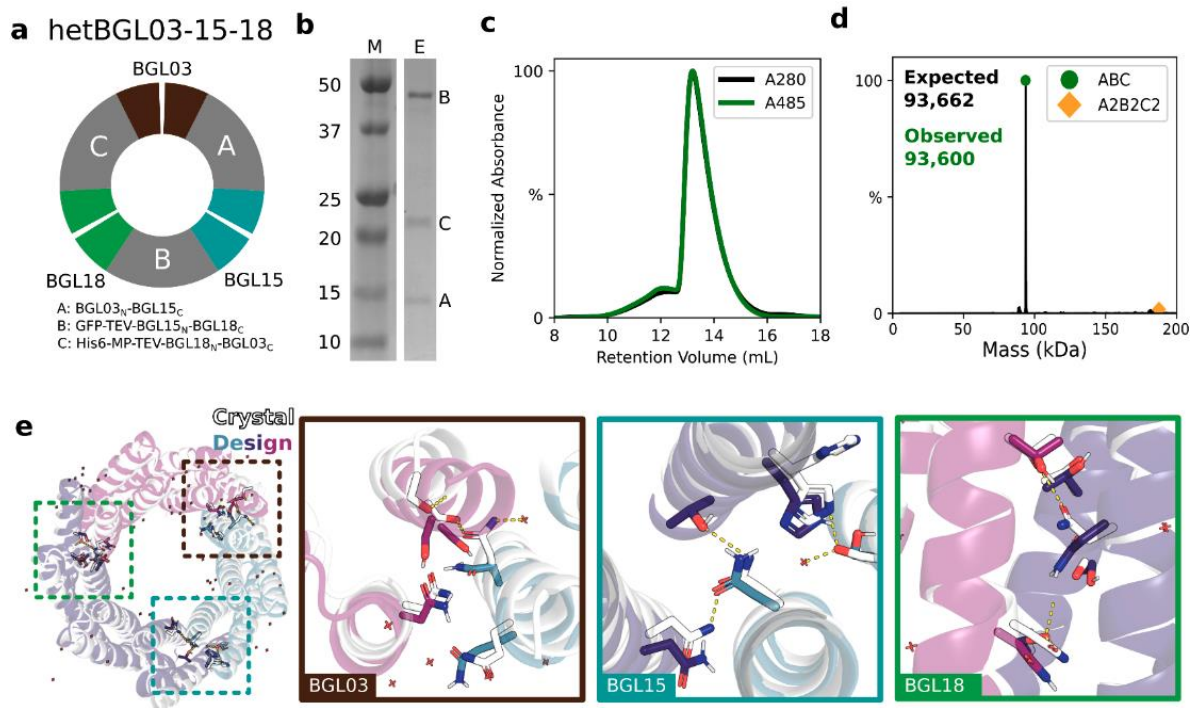 a hetBGL03-15-18
BGL03
C
A
B
BGL18
BGL15
A: BGL03N-BGL15C
B: GFP-TEV-BGL15N-BGL18C
C: His6-MP-TEV-BGL18N-BGL03C
b
M E
50
37
25
20
15
10
B
C
A
c
Normalized Absorbance
100
%
0
8 10 12 14 16 18
Retention Volume (mL)
A280
A485
d
100
%
0
0 50 100 150 200
Mass (kDa)
Expected
93,662
Observed
93,600
ABC
A2B2C2
e
Crystal
Design
BGL03
BGL15
BGL18